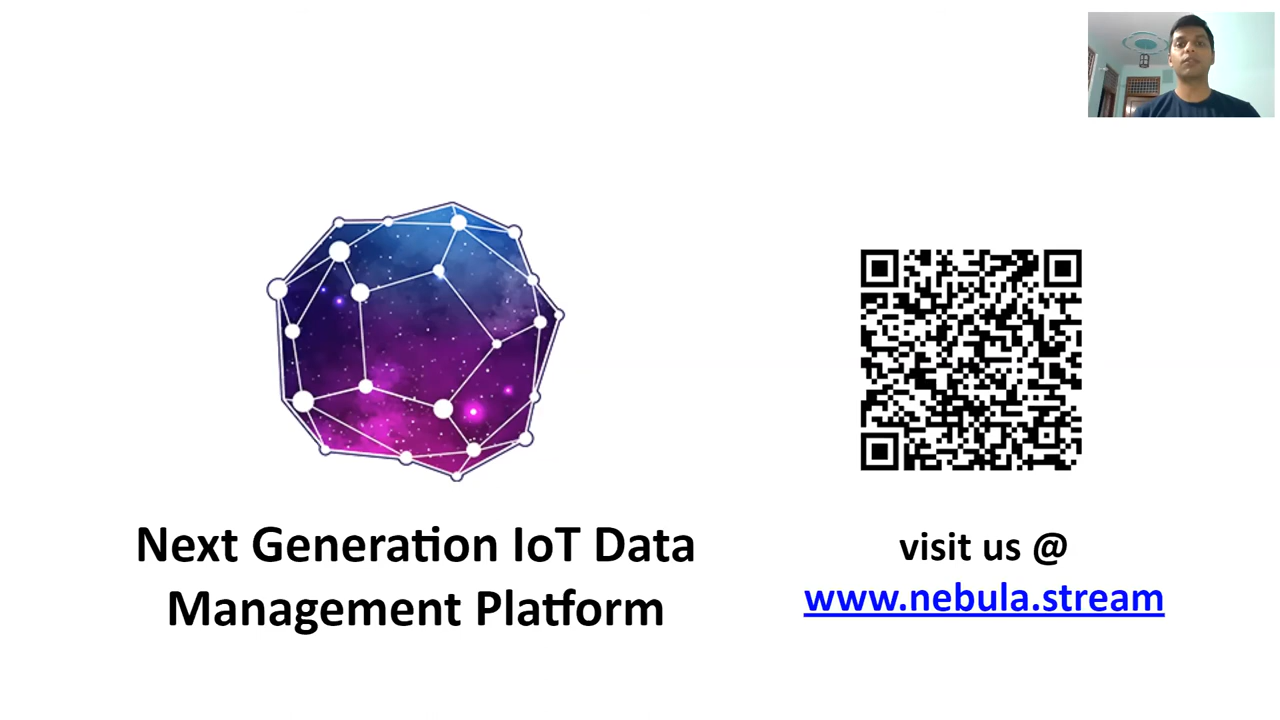 Next Generation IoT Data
Management Platform
visit us @
www.nebula.stream